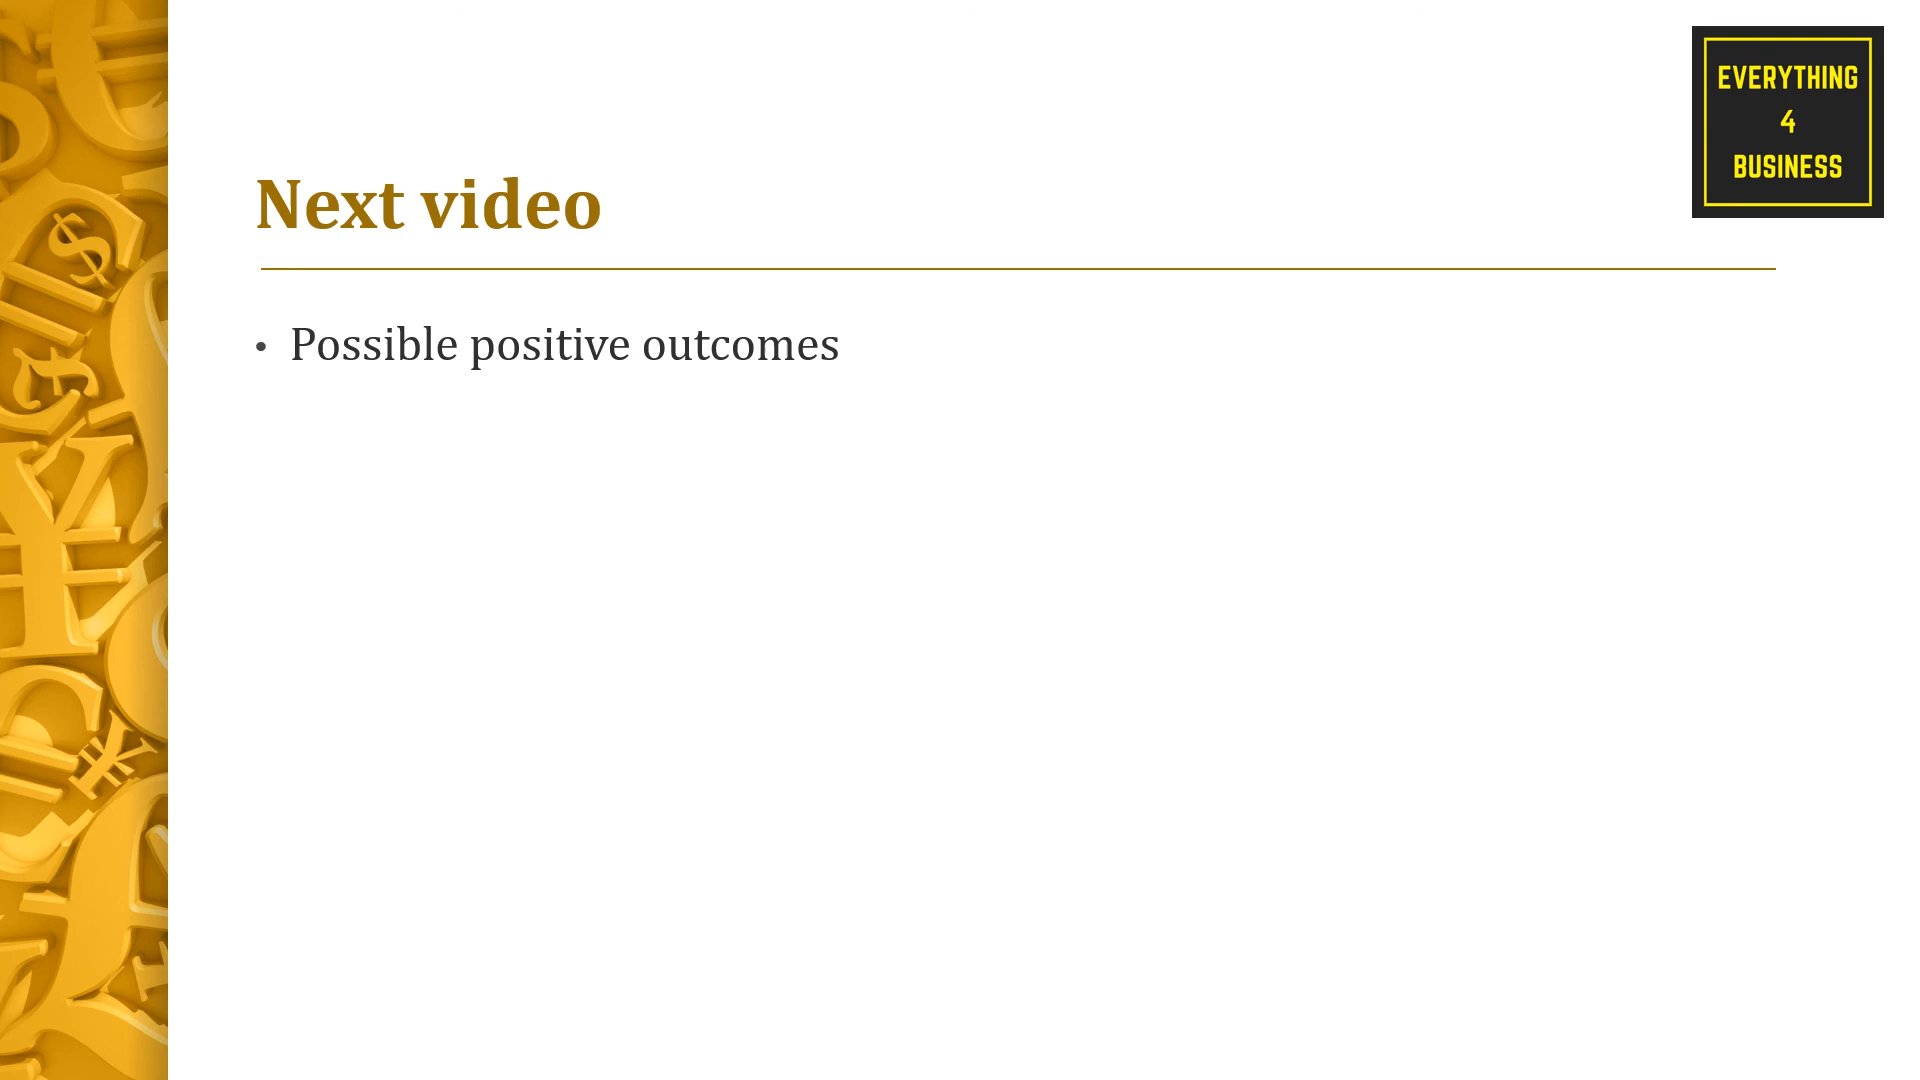 EVERYTHING
4
BUSINESS
Next video
• Possible positive outcomes